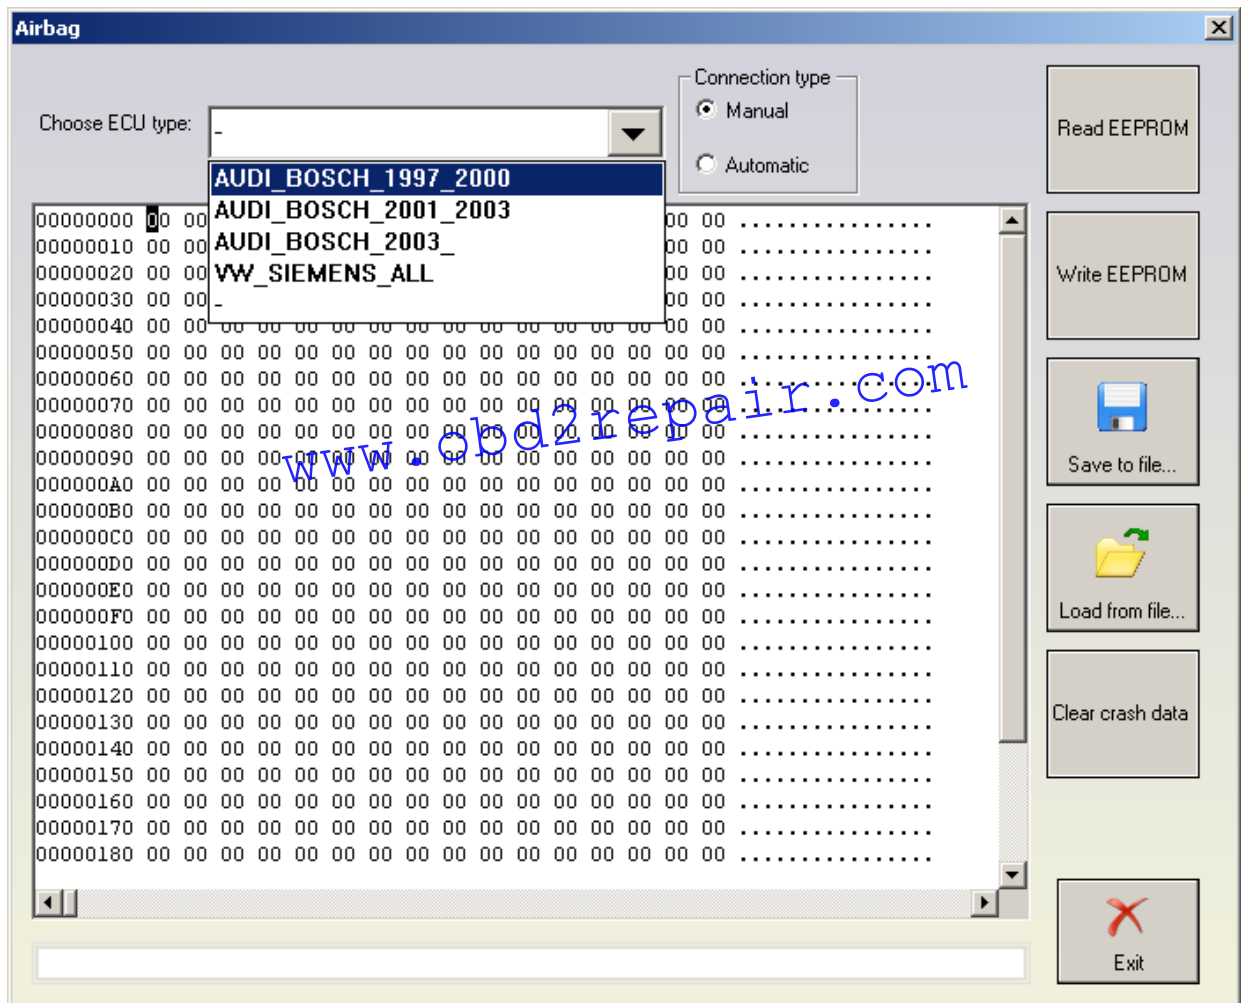 Airbag
Choose ECU type:
-
AUDI_BOSCH_1997_2000
AUDI_BOSCH_2001_2003
AUDI_BOSCH_2003_
VW_SIEMENS_ALL
-
Connection type
Manual
Automatic
Read EEPROM
Write EEPROM
Save to file...
Load from file...
Clear crash data
Exit
00000000 00 00 00 00 ................
00000010 00 00 00 00 ................
00000020 00 00 00 00 ................
00000030 00 00 00 00 ................
00000040 00 00 00 00 00 00 00 00 00 00 00 00 00 00 00 00 ................
00000050 00 00 00 00 00 00 00 00 00 00 00 00 00 00 00 00 ................
00000060 00 00 00 00 00 00 00 00 00 00 00 00 00 00 00 00 ................
00000070 00 00 00 00 00 00 00 00 00 00 00 00 00 00 00 00 ................
00000080 00 00 00 00 00 00 00 00 00 00 00 00 00 00 00 00 ................
00000090 00 00 00 00 00 00 00 00 00 00 00 00 00 00 00 00 ................
000000A0 00 00 00 00 00 00 00 00 00 00 00 00 00 00 00 00 ................
000000B0 00 00 00 00 00 00 00 00 00 00 00 00 00 00 00 00 ................
000000C0 00 00 00 00 00 00 00 00 00 00 00 00 00 00 00 00 ................
000000D0 00 00 00 00 00 00 00 00 00 00 00 00 00 00 00 00 ................
000000E0 00 00 00 00 00 00 00 00 00 00 00 00 00 00 00 00 ................
000000F0 00 00 00 00 00 00 00 00 00 00 00 00 00 00 00 00 ................
00000100 00 00 00 00 00 00 00 00 00 00 00 00 00 00 00 00 ................
00000110 00 00 00 00 00 00 00 00 00 00 00 00 00 00 00 00 ................
00000120 00 00 00 00 00 00 00 00 00 00 00 00 00 00 00 00 ................
00000130 00 00 00 00 00 00 00 00 00 00 00 00 00 00 00 00 ................
00000140 00 00 00 00 00 00 00 00 00 00 00 00 00 00 00 00 ................
00000150 00 00 00 00 00 00 00 00 00 00 00 00 00 00 00 00 ................
00000160 00 00 00 00 00 00 00 00 00 00 00 00 00 00 00 00 ................
00000170 00 00 00 00 00 00 00 00 00 00 00 00 00 00 00 00 ................
00000180 00 00 00 00 00 00 00 00 00 00 00 00 00 00 00 00 ................
www.obd2repair.com